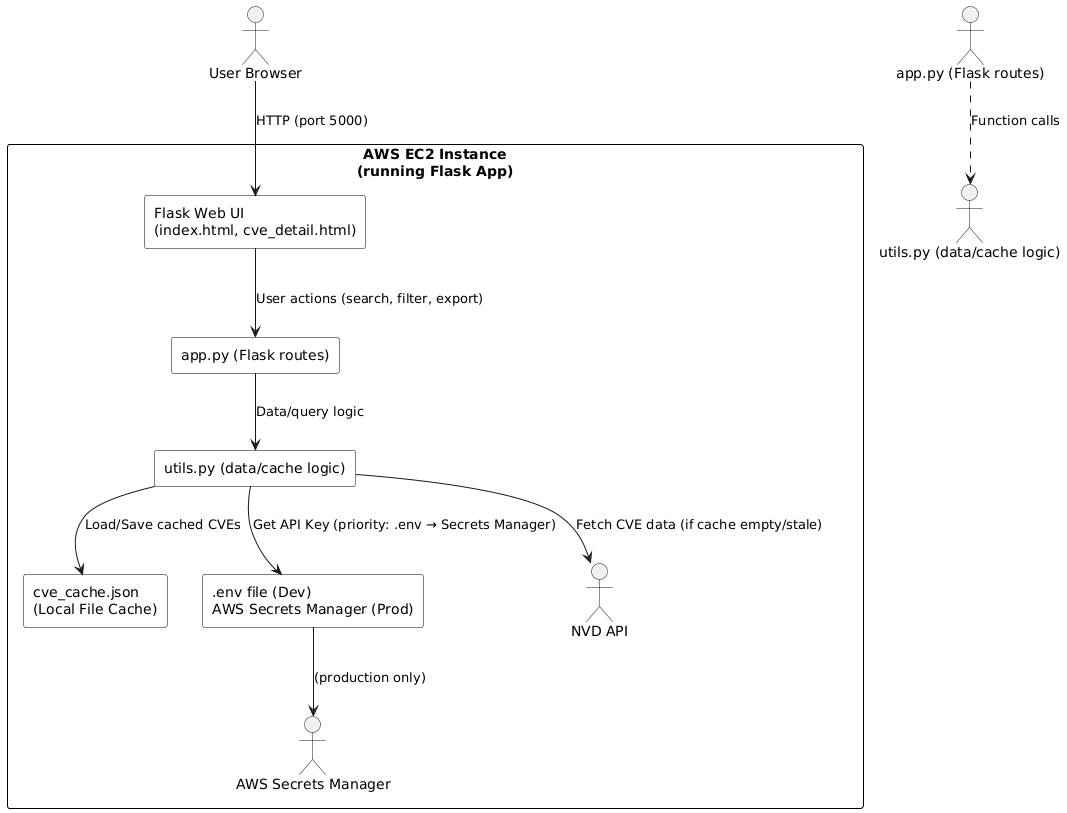 User Browser
app.py (Flask routes)
HTTP (port 5000)
Function calls
AWS EC2 Instance
(running Flask App)
Flask Web UI
(index.html, cve_detail.html)
utils.py (data/cache logic)
User actions (search, filter, export)
app.py (Flask routes)
Data/query logic
utils.py (data/cache logic)
Load/Save cached CVEs
Get API Key (priority: .env → Secrets Manager)
Fetch CVE data (if cache empty/stale)
cve_cache.json
(Local File Cache)
.env file (Dev)
AWS Secrets Manager (Prod)
NVD API
(production only)
AWS Secrets Manager